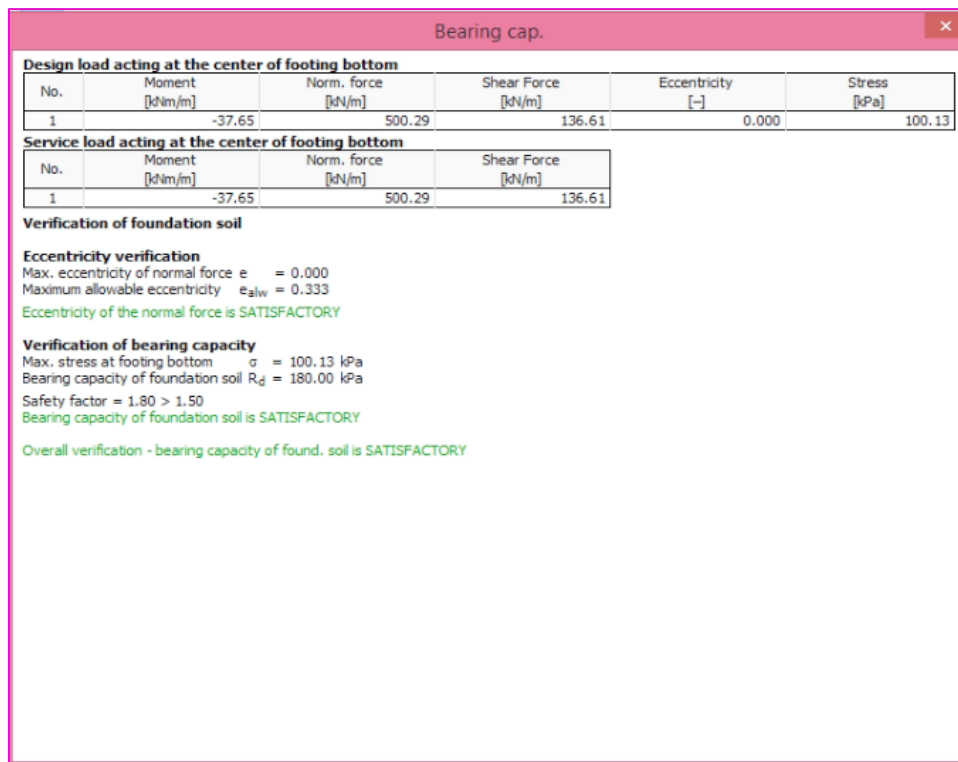 Bearing cap.
Design load acting at the center of footing bottom
No. Moment [kNm/m] Norm. force [kN/m] Shear Force [kN/m] Eccentricity [–] Stress [kPa]
1 -37.65 500.29 136.61 0.000 100.13
Service load acting at the center of footing bottom
No. Moment [kNm/m] Norm. force [kN/m] Shear Force [kN/m]
1 -37.65 500.29 136.61
Verification of foundation soil
Eccentricity verification
Max. eccentricity of normal force e = 0.000
Maximum allowable eccentricity e_alw = 0.333
Eccentricity of the normal force is SATISFACTORY
Verification of bearing capacity
Max. stress at footing bottom σ = 100.13 kPa
Bearing capacity of foundation soil R_d = 180.00 kPa
Safety factor = 1.80 > 1.50
Bearing capacity of foundation soil is SATISFACTORY
Overall verification - bearing capacity of found. soil is SATISFACTORY